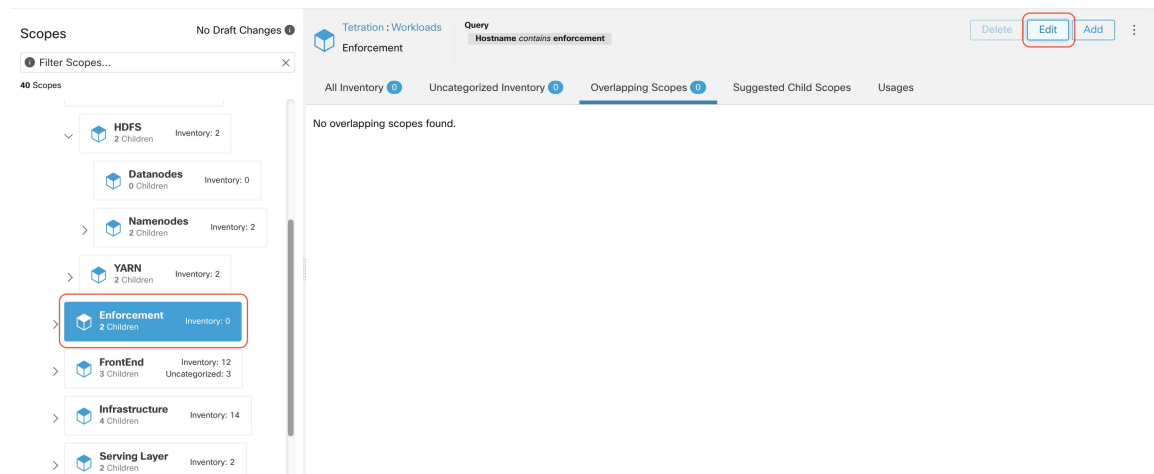 Scopes
No Draft Changes
Filter Scopes...
40 Scopes
HDFS
2 Children
Inventory: 2
Datanodes
0 Children
Inventory: 0
Namenodes
2 Children
Inventory: 2
YARN
2 Children
Inventory: 2
Enforcement
2 Children
Inventory: 0
FrontEnd
3 Children
Inventory: 12
Uncategorized: 3
Infrastructure
4 Children
Inventory: 14
Serving Layer
2 Children
Inventory: 2
Tetration : Workloads
Enforcement
Query
Hostname contains enforcement
Delete
Edit
Add
All Inventory 0
Uncategorized Inventory 0
Overlapping Scopes 0
Suggested Child Scopes
Usages
No overlapping scopes found.